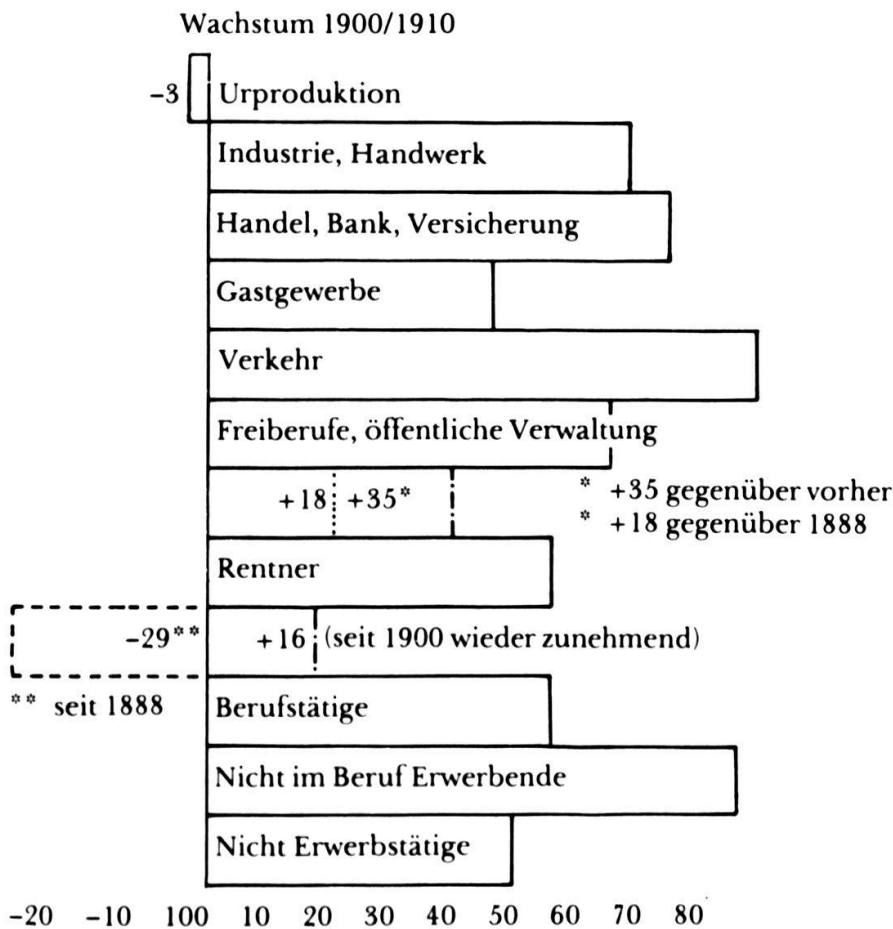 Wachstum 1900/1910
-3 Urproduktion
Industrie, Handwerk
Handel, Bank, Versicherung
Gastgewerbe
Verkehr
Freiberufe, öffentliche Verwaltung
+18 +35* * +35 gegenüber vorher
* +18 gegenüber 1888
Rentner
-29** +16 (seit 1900 wieder zunehmend)
** seit 1888 Berufstätige
Nicht im Beruf Erwerbende
Nicht Erwerbstätige
-20 -10 100 10 20 30 40 50 60 70 80